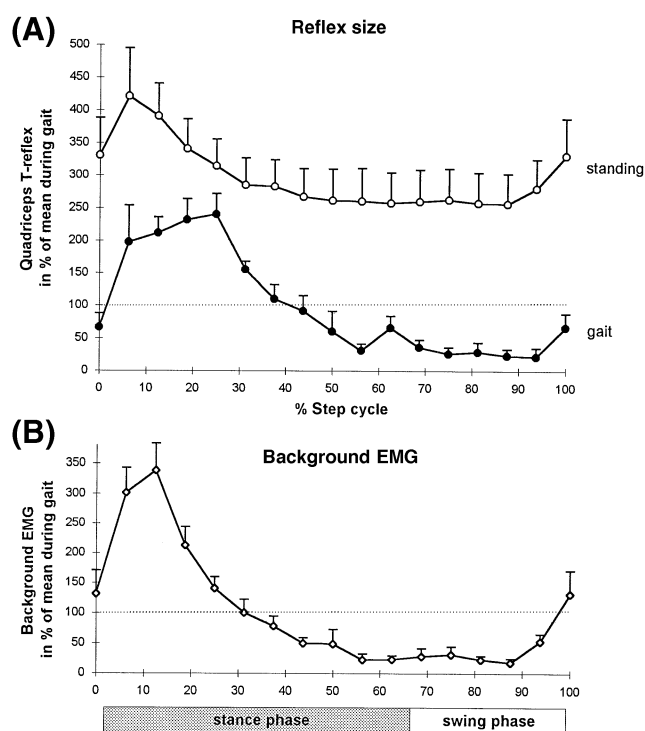 (A)
Reflex size
Quadriceps T-reflex
in % of mean during gait
500
450
400
350
300
250
200
150
100
50
0
standing
gait
0 10 20 30 40 50 60 70 80 90 100
% Step cycle
(B)
Background EMG
Background EMG
in % of mean during gait
350
300
250
200
150
100
50
0
0 10 20 30 40 50 60 70 80 90 100
stance phase swing phase